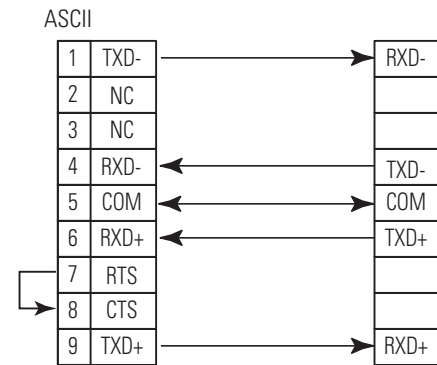 ASCII
1 TXD- RXD-
2 NC
3 NC
4 RXD- TXD-
5 COM COM
6 RXD+ TXD+
7 RTS
8 CTS
9 TXD+ RXD+